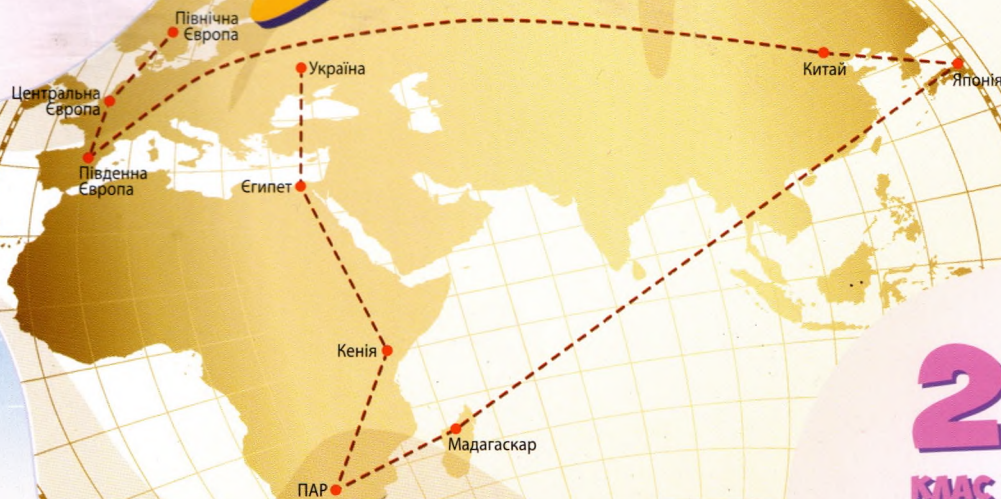 Північна
Європа
Україна
Китай
Японія
Центральна
Європа
Південна
Європа
Єгипет
Кенія
Мадагаскар
ПАР
2
КЛАС